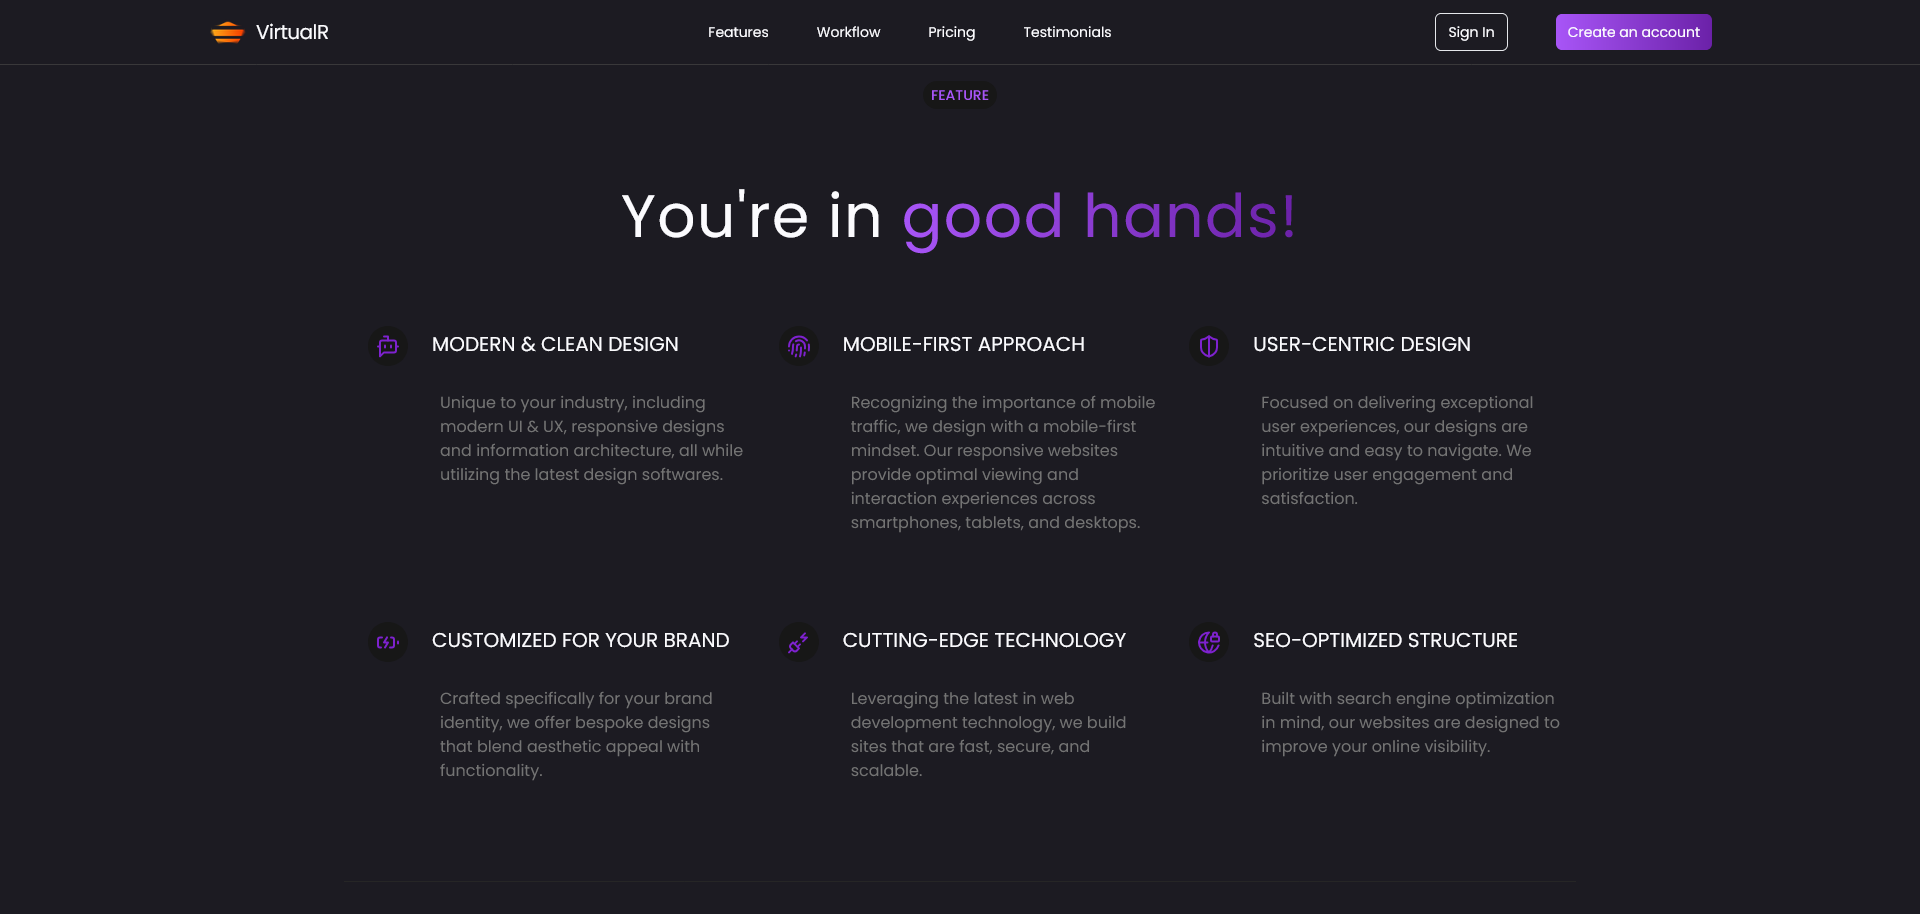 VirtualR
Features
Workflow
Pricing
Testimonials
Sign In
Create an account
FEATURE
You're in good hands!
MODERN & CLEAN DESIGN
Unique to your industry, including
modern UI & UX, responsive designs
and information architecture, all while
utilizing the latest design softwares.
MOBILE-FIRST APPROACH
Recognizing the importance of mobile
traffic, we design with a mobile-first
mindset. Our responsive websites
provide optimal viewing and
interaction experiences across
smartphones, tablets, and desktops.
USER-CENTRIC DESIGN
Focused on delivering exceptional
user experiences, our designs are
intuitive and easy to navigate. We
prioritize user engagement and
satisfaction.
CUSTOMIZED FOR YOUR BRAND
Crafted specifically for your brand
identity, we offer bespoke designs
that blend aesthetic appeal with
functionality.
CUTTING-EDGE TECHNOLOGY
Leveraging the latest in web
development technology, we build
sites that are fast, secure, and
scalable.
SEO-OPTIMIZED STRUCTURE
Built with search engine optimization
in mind, our websites are designed to
improve your online visibility.